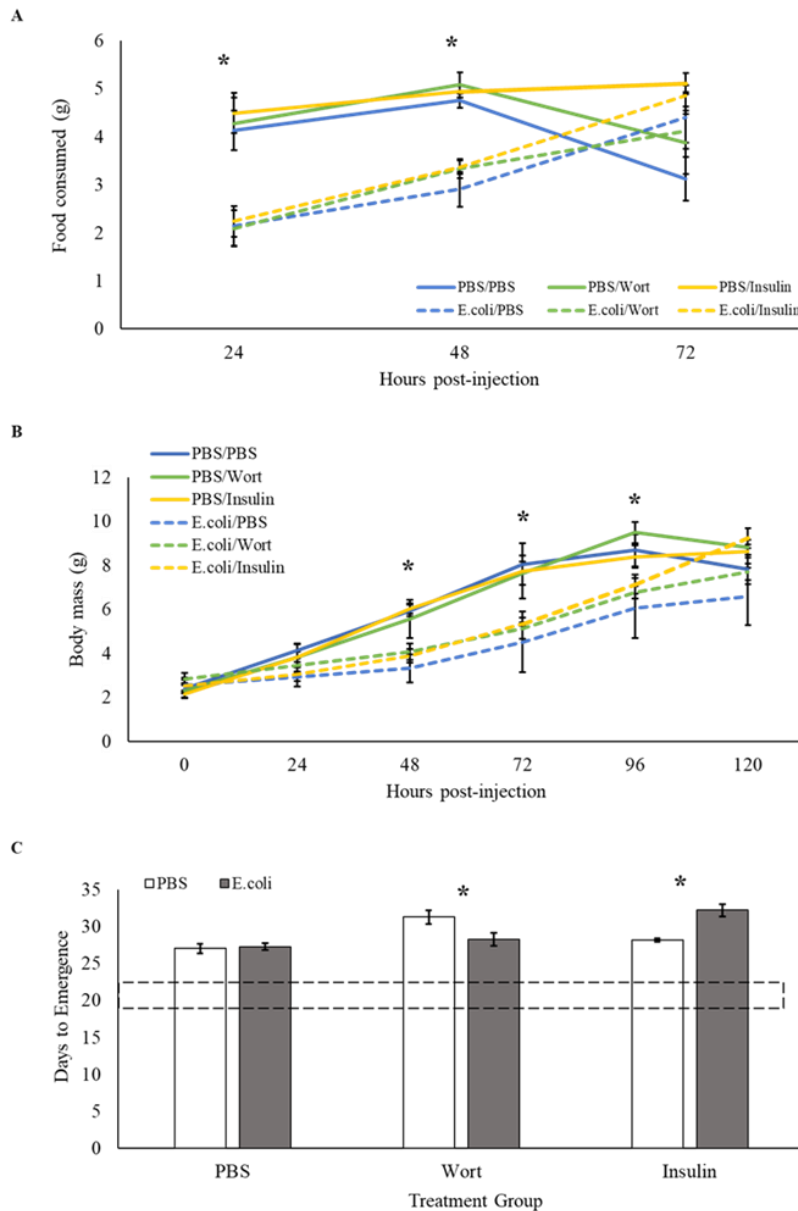 A
6
5
4
3
2
1
0
Food consumed (g)
* *
PBS/PBS PBS/Wort PBS/Insulin
E.coli/PBS E.coli/Wort E.coli/Insulin
24 48 72
Hours post-injection
B
PBS/PBS
PBS/Wort
PBS/Insulin
E.coli/PBS
E.coli/Wort
E.coli/Insulin
12
10
8
6
4
2
0
Body mass (g)
* * *
0 24 48 72 96 120
Hours post-injection
C
PBS E.coli
35
30
25
20
15
10
5
0
Days to Emergence
* *
PBS Wort Insulin
Treatment Group